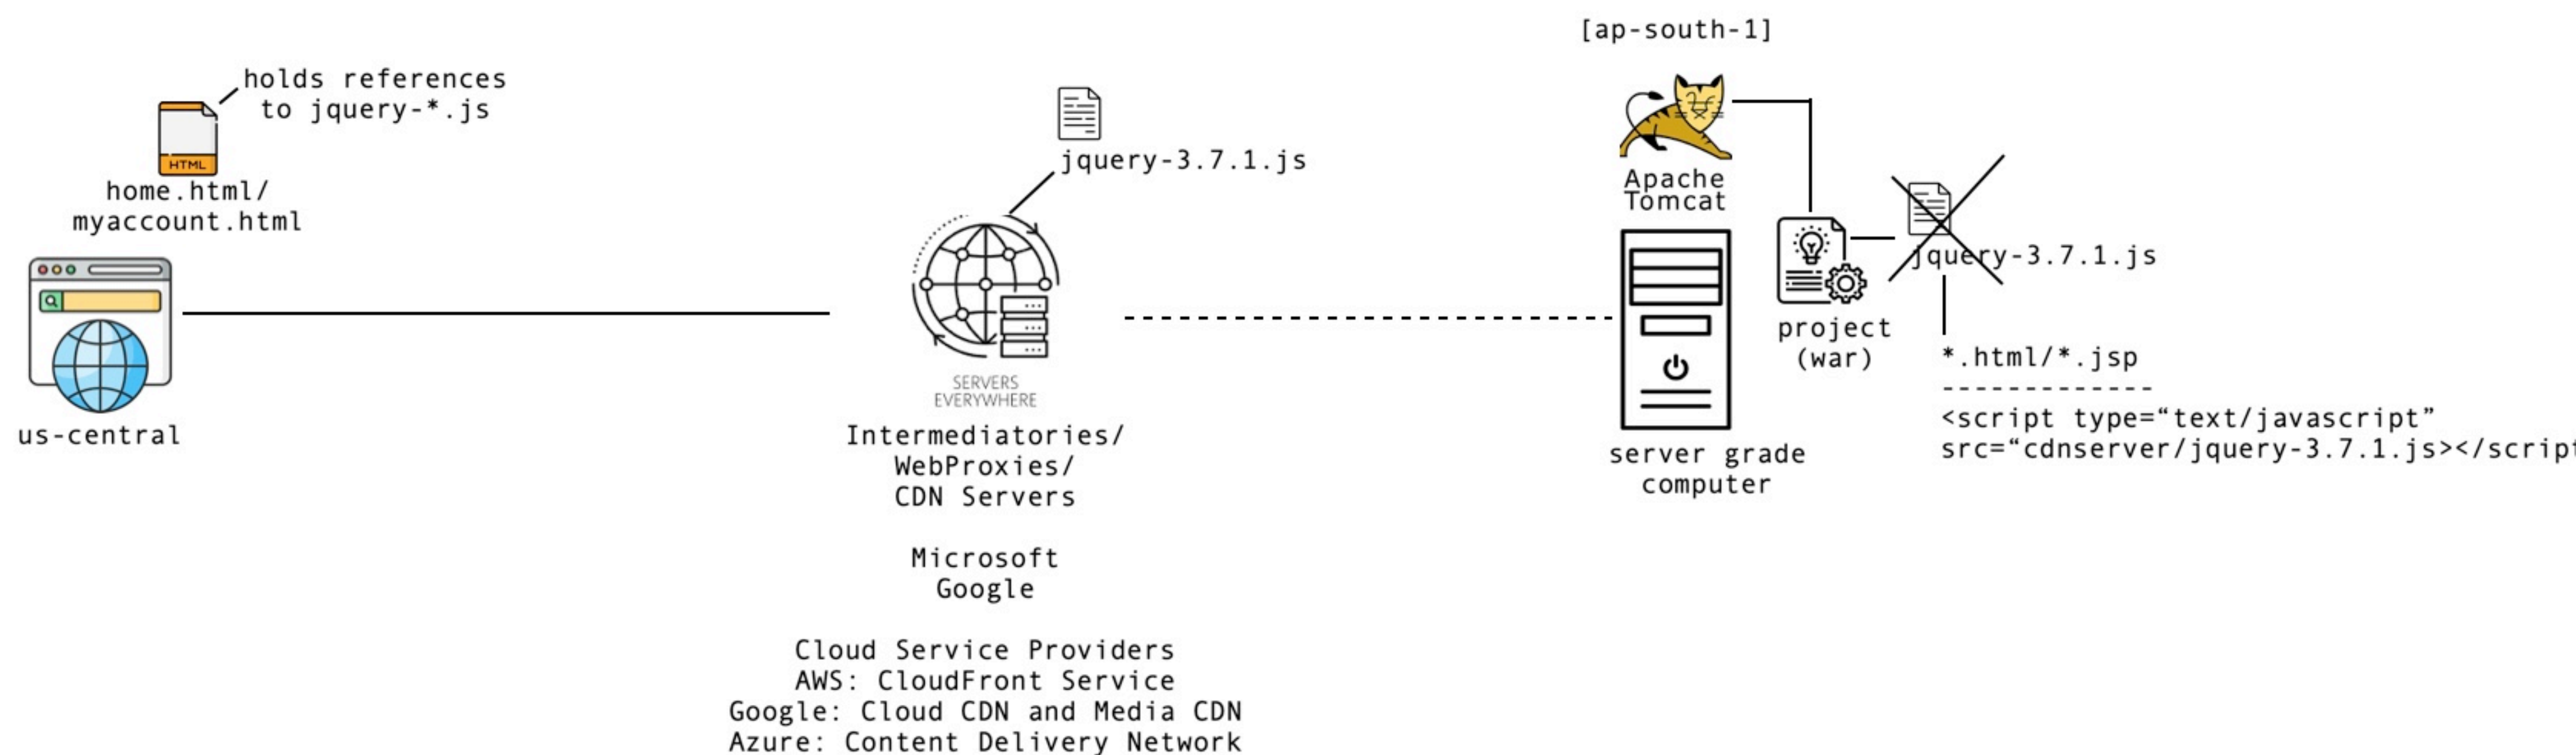 [ap-south-1]
holds references
to jquery-*.js
HTML
home.html/
myaccount.html
us-central
jquery-3.7.1.js
SERVERS
EVERYWHERE
Intermediatories/
WebProxies/
CDN Servers
Microsoft
Google
Cloud Service Providers
AWS: CloudFront Service
Google: Cloud CDN and Media CDN
Azure: Content Delivery Network
Apache
Tomcat
server grade
computer
project
(war)
jquery-3.7.1.js
*.html/*.jsp
-------------
<script type=“text/javascript”
src=“cdnserver/jquery-3.7.1.js></script